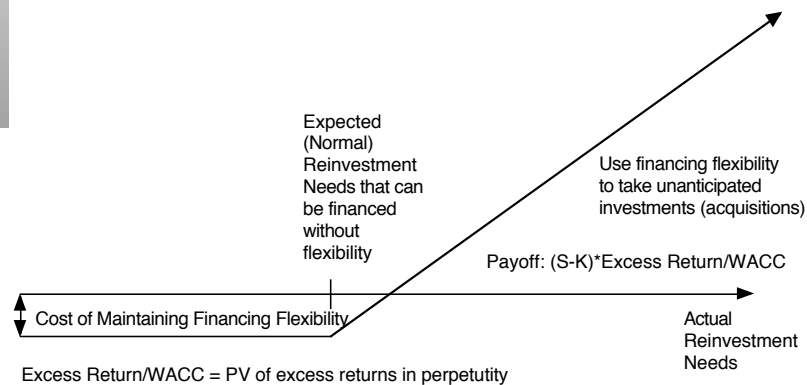 Expected
(Normal)
Reinvestment
Needs that can
be financed
without
flexibility
Use financing flexibility
to take unanticipated
investments (acquisitions)
Payoff: (S-K)*Excess Return/WACC
Cost of Maintaining Financing Flexibility
Actual
Reinvestment
Needs
Excess Return/WACC = PV of excess returns in perpetutity